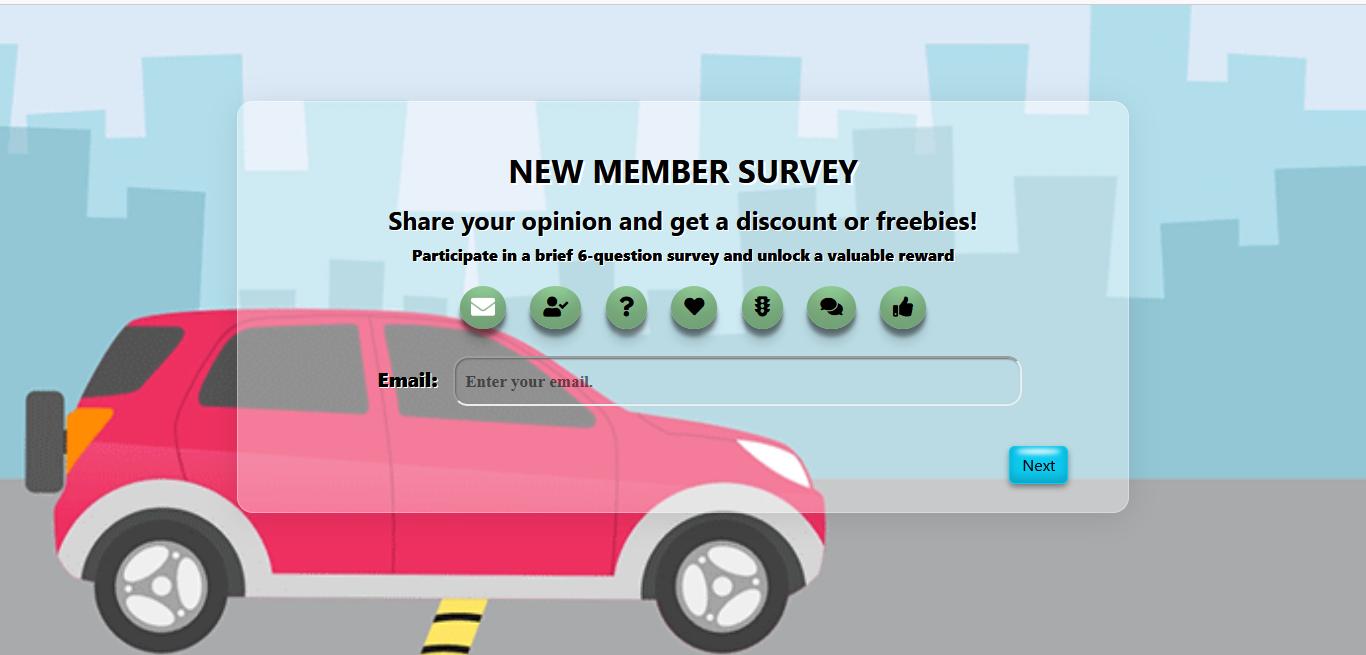 NEW MEMBER SURVEY
Share your opinion and get a discount or freebies!
Participate in a brief 6-question survey and unlock a valuable reward
?
Email: Enter your email.
Next